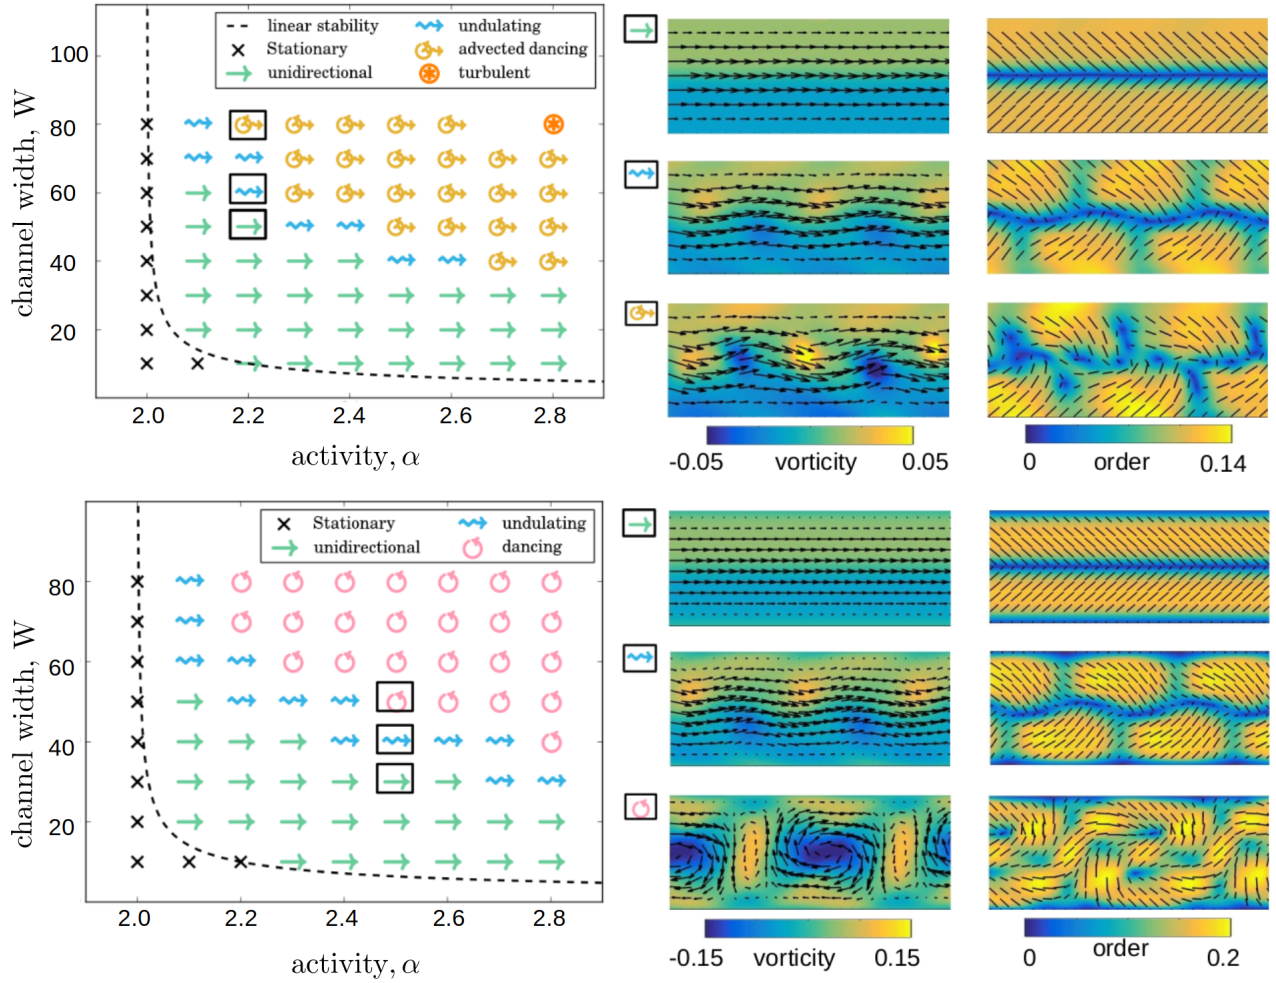 linear stability
undulating
Stationary
advected dancing
unidirectional
turbulent
100
80
60
40
20
channel width, W
2.0 2.2 2.4 2.6 2.8
activity, α
-0.05 vorticity 0.05
0 order 0.14
Stationary
undulating
unidirectional
dancing
80
60
40
20
channel width, W
2.0 2.2 2.4 2.6 2.8
activity, α
-0.15 vorticity 0.15
0 order 0.2